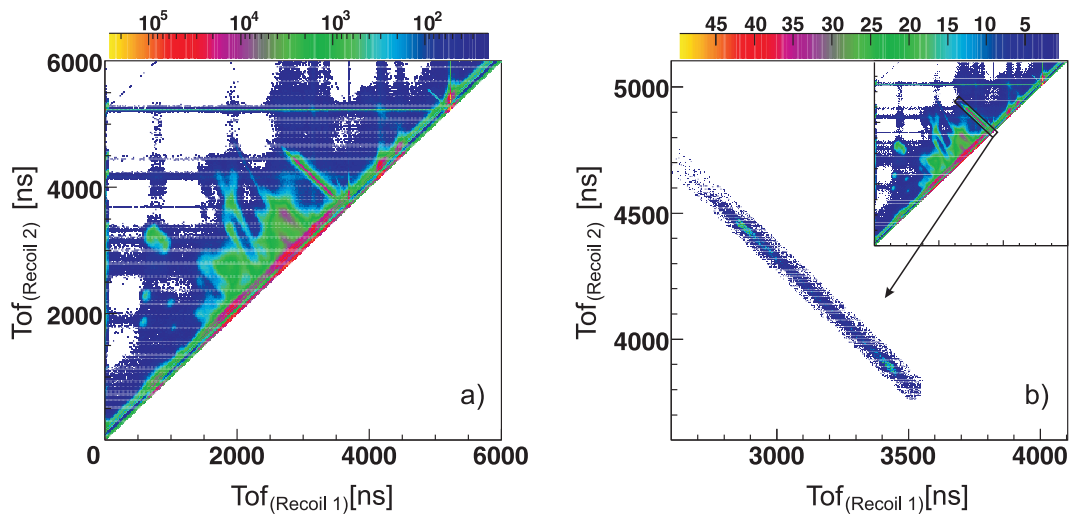 10⁵ 10⁴ 10³ 10²
6000
4000
2000
0 2000 4000 6000
Tof(Recoil 2) [ns]
Tof(Recoil 1)[ns]
a)
45 40 35 30 25 20 15 10 5
5000
4500
4000
3000 3500 4000
Tof(Recoil 2) [ns]
Tof(Recoil 1)[ns]
b)